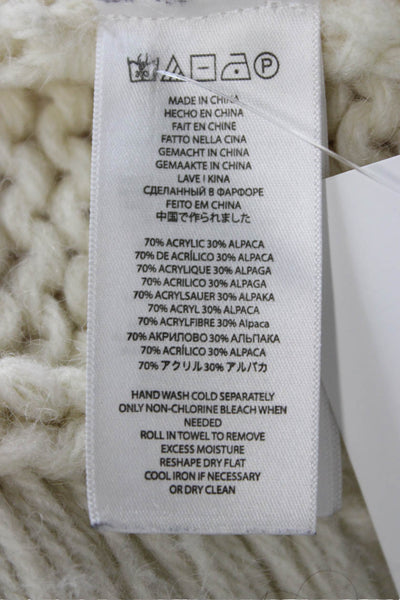 MADE IN CHINA
HECHO EN CHINA
FAIT EN CHINE
FATTO NELLA CINA
GEMACHT IN CHINA
GEMAAKTE IN CHINA
LAVE I KINA
СДЕЛАННЫЙ В ФАРФОРЕ
FEITO EM CHINA
中国で作られました
70% ACRYLIC 30% ALPACA
70% DE ACRÍLICO 30% ALPACA
70% ACRYLIQUE 30% ALPAGA
70% ACRILICO 30% ALPAGA
70% ACRYLSAUER 30% ALPAKA
70% ACRYL 30% ALPACA
70% ACRYLFIBRE 30% Alpaca
70% АКРИЛОВО 30% АЛЬПАКА
70% ACRÍLICO 30% ALPACA
70% アクリル 30% アルパカ
HAND WASH COLD SEPARATELY
ONLY NON-CHLORINE BLEACH WHEN
NEEDED
ROLL IN TOWEL TO REMOVE
EXCESS MOISTURE
RESHAPE DRY FLAT
COOL IRON IF NECESSARY
OR DRY CLEAN